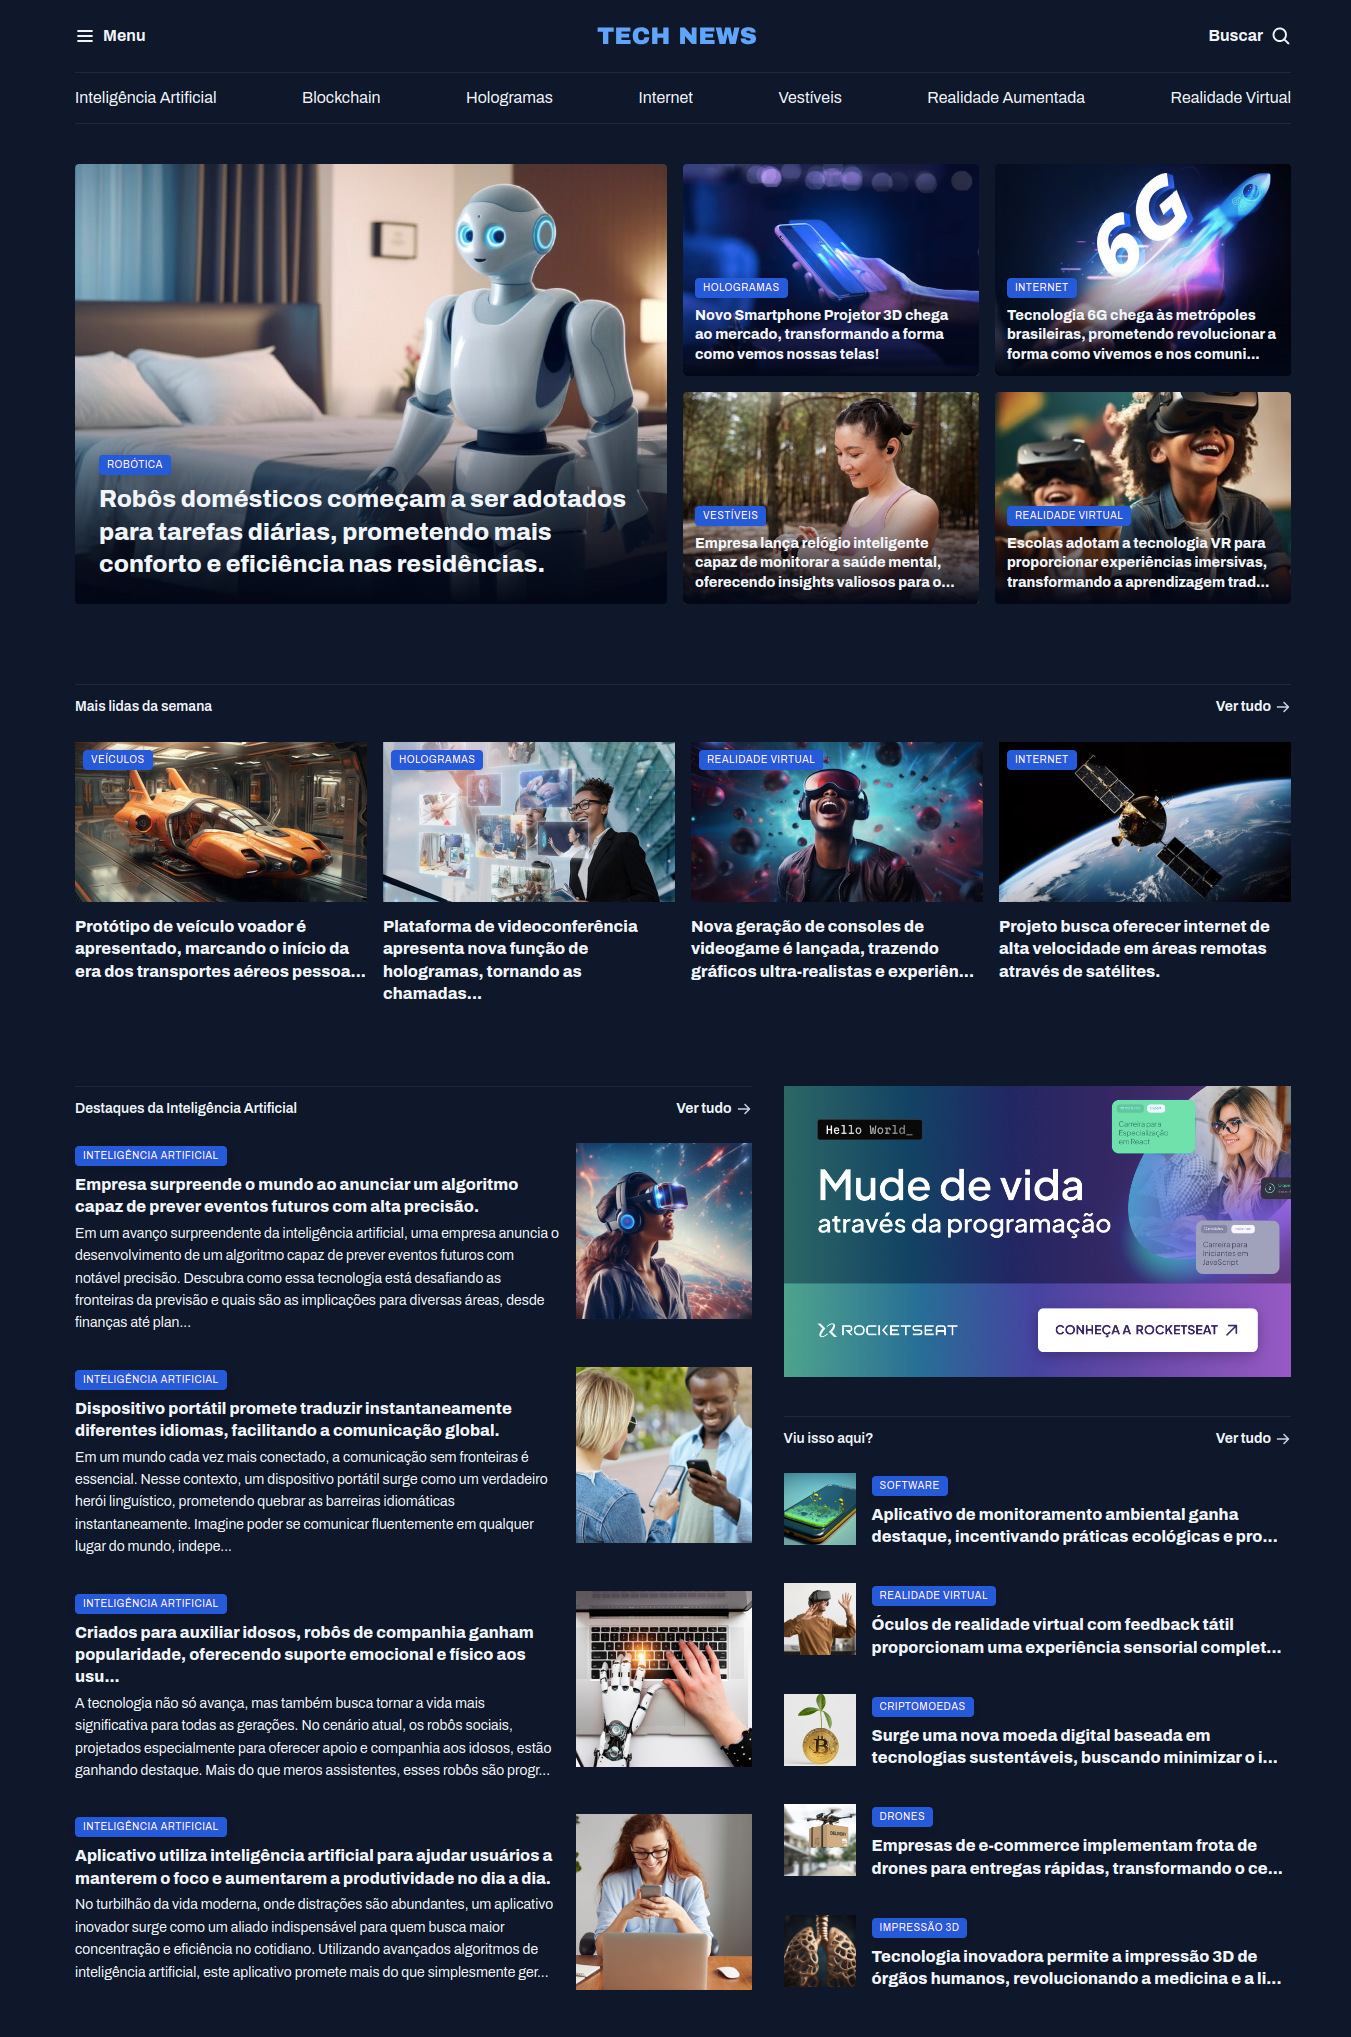 Menu
TECH NEWS
Buscar
Inteligência Artificial
Blockchain
Hologramas
Internet
Vestíveis
Realidade Aumentada
Realidade Virtual
ROBÓTICA
Robôs domésticos começam a ser adotados
para tarefas diárias, prometendo mais
conforto e eficiência nas residências.
HOLOGRAMAS
Novo Smartphone Projetor 3D chega
ao mercado, transformando a forma
como vemos nossas telas!
6G
INTERNET
Tecnologia 6G chega às metrópoles
brasileiras, prometendo revolucionar a
forma como vivemos e nos comuni...
VESTÍVEIS
Empresa lança relógio inteligente
capaz de monitorar a saúde mental,
oferecendo insights valiosos para o...
REALIDADE VIRTUAL
Escolas adotam a tecnologia VR para
proporcionar experiências imersivas,
transformando a aprendizagem trad...
Mais lidas da semana
Ver tudo
VEÍCULOS
Protótipo de veículo voador é
apresentado, marcando o início da
era dos transportes aéreos pessoa...
HOLOGRAMAS
Plataforma de videoconferência
apresenta nova função de
hologramas, tornando as
chamadas...
REALIDADE VIRTUAL
Nova geração de consoles de
videogame é lançada, trazendo
gráficos ultra-realistas e experiên...
INTERNET
Projeto busca oferecer internet de
alta velocidade em áreas remotas
através de satélites.
Destaques da Inteligência Artificial
Ver tudo
INTELIGÊNCIA ARTIFICIAL
Empresa surpreende o mundo ao anunciar um algoritmo
capaz de prever eventos futuros com alta precisão.
Em um avanço surpreendente da inteligência artificial, uma empresa anuncia o
desenvolvimento de um algoritmo capaz de prever eventos futuros com
notável precisão. Descubra como essa tecnologia está desafiando as
fronteiras da previsão e quais são as implicações para diversas áreas, desde
finanças até plan...
INTELIGÊNCIA ARTIFICIAL
Dispositivo portátil promete traduzir instantaneamente
diferentes idiomas, facilitando a comunicação global.
Em um mundo cada vez mais conectado, a comunicação sem fronteiras é
essencial. Nesse contexto, um dispositivo portátil surge como um verdadeiro
herói linguístico, prometendo quebrar as barreiras idiomáticas
instantaneamente. Imagine poder se comunicar fluentemente em qualquer
lugar do mundo, indepe...
INTELIGÊNCIA ARTIFICIAL
Criados para auxiliar idosos, robôs de companhia ganham
popularidade, oferecendo suporte emocional e físico aos
usu...
A tecnologia não só avança, mas também busca tornar a vida mais
significativa para todas as gerações. No cenário atual, os robôs sociais,
projetados especialmente para oferecer apoio e companhia aos idosos, estão
ganhando destaque. Mais do que meros assistentes, esses robôs são progr...
INTELIGÊNCIA ARTIFICIAL
Aplicativo utiliza inteligência artificial para ajudar usuários a
manterem o foco e aumentarem a produtividade no dia a dia.
No turbilhão da vida moderna, onde distrações são abundantes, um aplicativo
inovador surge como um aliado indispensável para quem busca maior
concentração e eficiência no cotidiano. Utilizando avançados algoritmos de
inteligência artificial, este aplicativo promete mais do que simplesmente ger...
Hello World_
Mude de vida
através da programação
Carreira para
Especialização
em React
Carreira para
Iniciantes em
JavaScript
ROCKETSEAT
CONHEÇA A ROCKETSEAT
Viu isso aqui?
Ver tudo
SOFTWARE
Aplicativo de monitoramento ambiental ganha
destaque, incentivando práticas ecológicas e pro...
REALIDADE VIRTUAL
Óculos de realidade virtual com feedback tátil
proporcionam uma experiência sensorial complet...
CRIPTOMOEDAS
Surge uma nova moeda digital baseada em
tecnologias sustentáveis, buscando minimizar o i...
DRONES
Empresas de e-commerce implementam frota de
drones para entregas rápidas, transformando o ce...
IMPRESSÃO 3D
Tecnologia inovadora permite a impressão 3D de
órgãos humanos, revolucionando a medicina e a li...